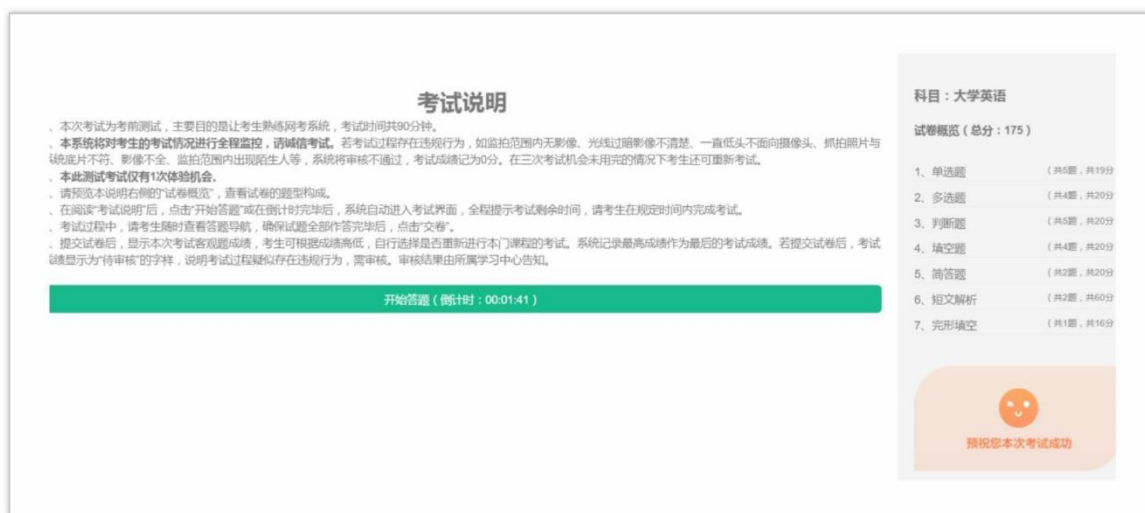 考试说明
、本次考试为考前测试，主要目的是让考生熟练网考系统，考试时间共90分钟。
、本系统将对考生的考试情况进行全程监控，请诚信考试。若考试过程存在违规行为，如监拍范围内无影像、光线过暗影像不清楚、一直低头不面向摄像头、抓拍照片与
系统底片不符、影像不全、监拍范围内出现陌生人等，系统将审核不通过，考试成绩记为0分。在三次考试机会未用完的情况下考生还可重新考试。
、本此测试考试仅有1次体验机会。
、请预览本说明右侧的“试卷概览”，查看试卷的题型构成。
、在阅读“考试说明”后，点击“开始答题”或在倒计时完毕后，系统自动进入考试界面，全程提示考试剩余时间，请考生在规定时间内完成考试。
、考试过程中，请考生随时查看答题导航，确保试题全部作答完毕后，点击“交卷”。
、提交试卷后，显示本次考试客观题成绩，考生可根据成绩高低，自行选择是否重新进行本门课程的考试。系统记录最高成绩作为最后的考试成绩。若提交试卷后，考试
成绩显示为“待审核”的字样，说明考试过程疑似存在违规行为，需审核。审核结果由所属学习中心告知。
开始答题（倒计时：00:01:41）
科目：大学英语
试卷概览（总分：175）
1、单选题（共5题，共19分
2、多选题（共4题，共20分
3、判断题（共5题，共20分
4、填空题（共4题，共20分
5、简答题（共2题，共20分
6、短文解析（共2题，共60分
7、完形填空（共1题，共16分
预祝您本次考试成功